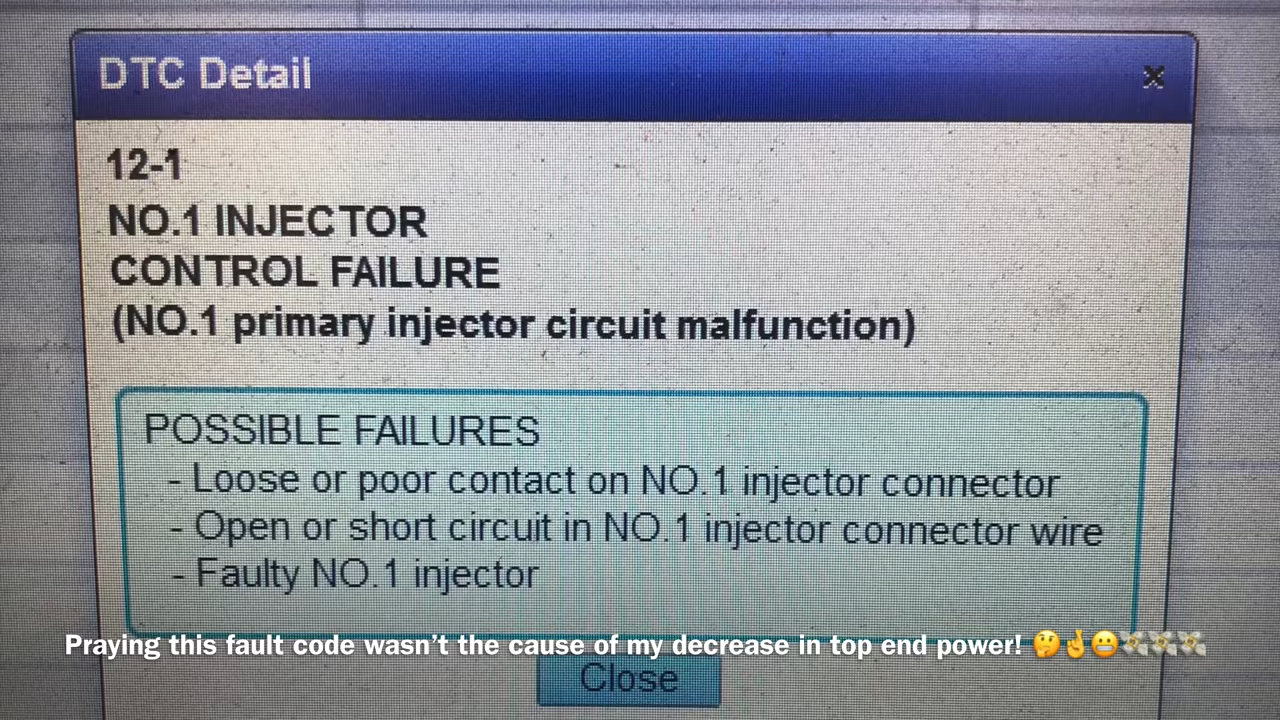 DTC Detail
x
12-1
NO.1 INJECTOR
CONTROL FAILURE
(NO.1 primary injector circuit malfunction)
POSSIBLE FAILURES
- Loose or poor contact on NO.1 injector connector
- Open or short circuit in NO.1 injector connector wire
- Faulty NO.1 injector
Praying this fault code wasn’t the cause of my decrease in top end power! 🤔🤞😬💸💸💸
Close